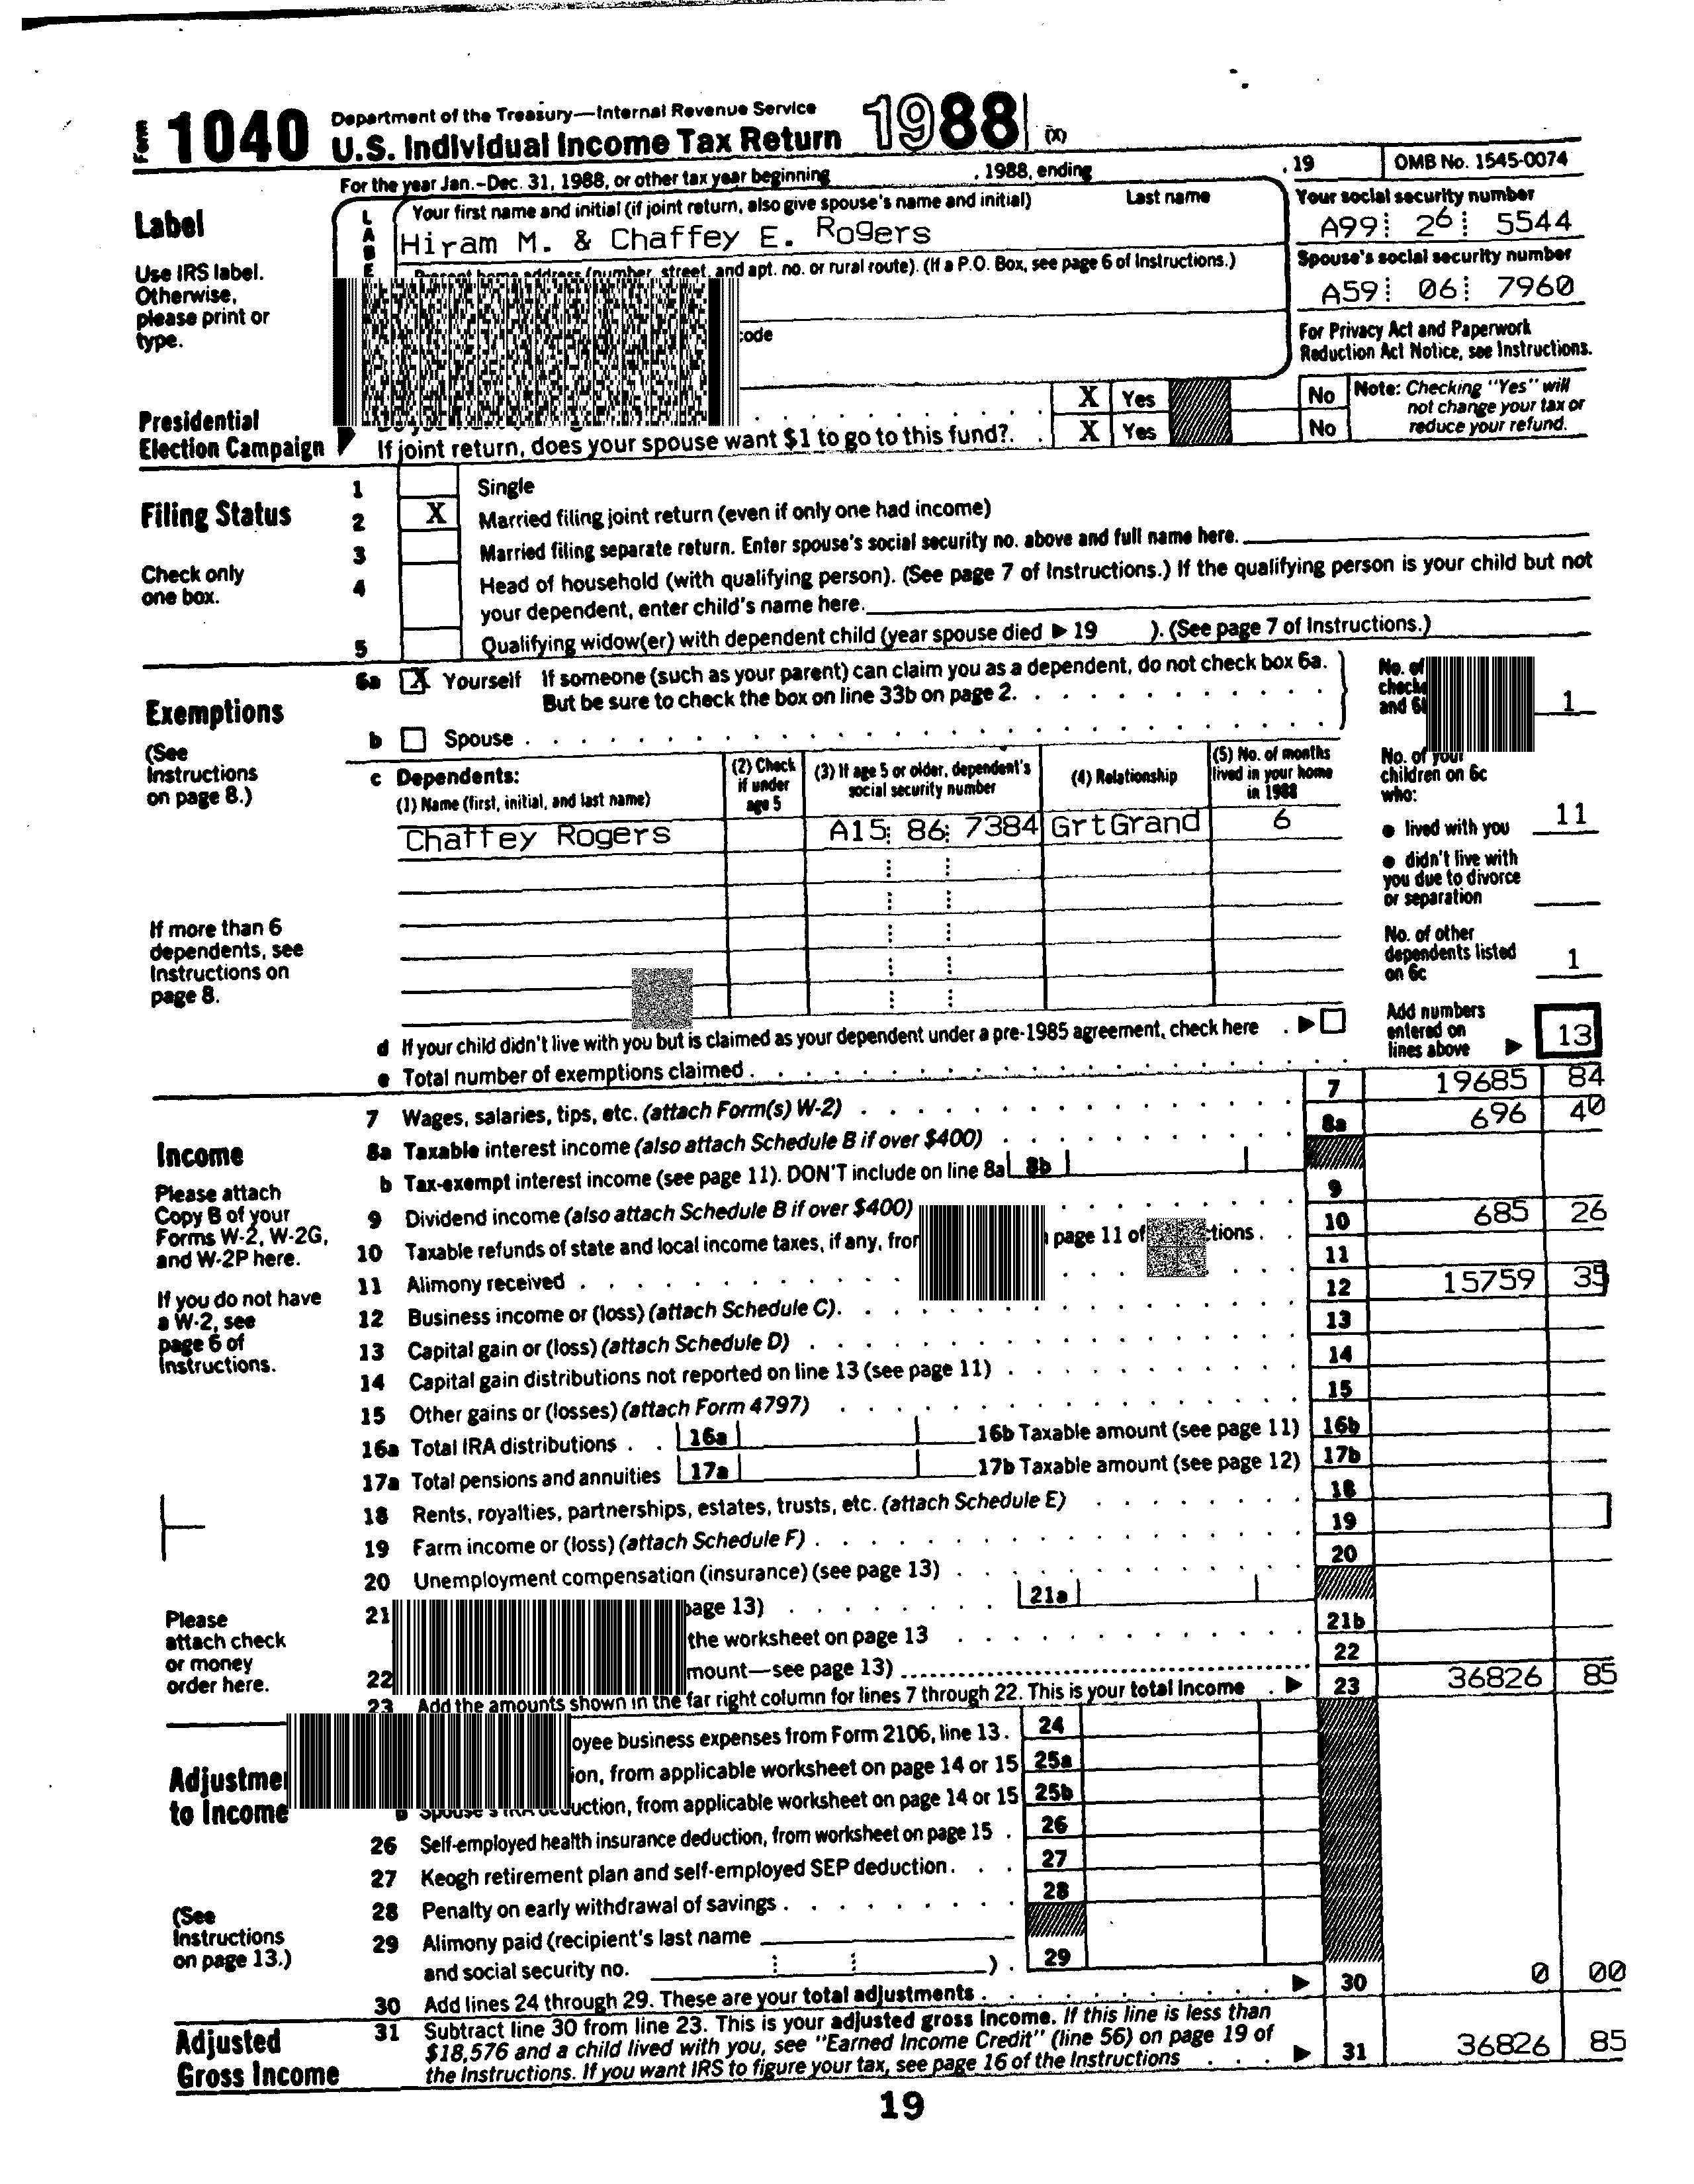 Form 1040 Department of the Treasury—Internal Revenue Service
U.S. Individual Income Tax Return 1988 (X)
For the year Jan.-Dec. 31, 1988, or other tax year beginning , 1988, ending , 19 OMB No. 1545-0074
Label
Use IRS label.
Otherwise,
please print or
type.
L
A
B
E
Your first name and initial (if joint return, also give spouse's name and initial) Last name
Hiram M. & Chaffey E. Rogers
Your social security number
A99 26 5544
Present home address (number, street, and apt. no. or rural route). (If a P.O. Box, see page 6 of Instructions.)
Spouse's social security number
A59 06 7960
code
For Privacy Act and Paperwork
Reduction Act Notice, see Instructions.
Presidential
Election Campaign
X Yes No
If joint return, does your spouse want $1 to go to this fund?. X Yes No
Note: Checking "Yes" will
not change your tax or
reduce your refund.
Filing Status
Check only
one box.
1 Single
2 X Married filing joint return (even if only one had income)
3 Married filing separate return. Enter spouse's social security no. above and full name here.
4 Head of household (with qualifying person). (See page 7 of Instructions.) If the qualifying person is your child but not
your dependent, enter child's name here.
5 Qualifying widow(er) with dependent child (year spouse died ▶ 19 ). (See page 7 of Instructions.)
Exemptions
(See
Instructions
on page 8.)
6a X Yourself If someone (such as your parent) can claim you as a dependent, do not check box 6a.
But be sure to check the box on line 33b on page 2.
b Spouse
No. of
and 1
c Dependents:
(1) Name (first, initial, and last name)
(2) Check
if under
age 5
(3) If age 5 or older, dependent's
social security number
(4) Relationship
(5) No. of months
lived in your home
in 1988
Chaffey Rogers A15 86 7384 GrtGrand 6
No. of your
children on 6c
who:
● lived with you 11
● didn't live with
you due to divorce
or separation
If more than 6
dependents, see
Instructions on
page 8.
No. of other
dependents listed
on 6c 1
d If your child didn't live with you but is claimed as your dependent under a pre-1985 agreement, check here . ▶
e Total number of exemptions claimed
Add numbers
entered on
lines above ▶ 13
Income
Please attach
Copy B of your
Forms W-2, W-2G,
and W-2P here.
If you do not have
a W-2, see
page 6 of
Instructions.
7 Wages, salaries, tips, etc. (attach Form(s) W-2) 7 19685 84
8a Taxable interest income (also attach Schedule B if over $400) 8a 696 40
b Tax-exempt interest income (see page 11). DON'T include on line 8a 8b
9 Dividend income (also attach Schedule B if over $400) 9
10 Taxable refunds of state and local income taxes, if any, page 11 of 10 685 26
11 Alimony received 11
12 Business income or (loss) (attach Schedule C). 12 15759 35
13 Capital gain or (loss) (attach Schedule D) 13
14 Capital gain distributions not reported on line 13 (see page 11) 14
15 Other gains or (losses) (attach Form 4797) 15
16a Total IRA distributions 16a 16b Taxable amount (see page 11) 16b
17a Total pensions and annuities 17a 17b Taxable amount (see page 12) 17b
18 Rents, royalties, partnerships, estates, trusts, etc. (attach Schedule E) 18
19 Farm income or (loss) (attach Schedule F) 19
20 Unemployment compensation (insurance) (see page 13) 20
Please
attach check
or money
order here.
21 page 13) 21a
the worksheet on page 13 21b
22 —see page 13) 22
23 Add the amounts shown in the far right column for lines 7 through 22. This is your total income ▶ 23 36826 85
to Income
(See
Instructions
on page 13.)
business expenses from Form 2106, line 13. 24
from applicable worksheet on page 14 or 15 25a
b Spouse's from applicable worksheet on page 14 or 15 25b
26 Self-employed health insurance deduction, from worksheet on page 15 26
27 Keogh retirement plan and self-employed SEP deduction. 27
28 Penalty on early withdrawal of savings 28
29 Alimony paid (recipient's last name
and social security no. ). 29
30 Add lines 24 through 29. These are your total adjustments ▶ 30 0 00
Adjusted
Gross Income
31 Subtract line 30 from line 23. This is your adjusted gross income. If this line is less than
$18,576 and a child lived with you, see "Earned Income Credit" (line 56) on page 19 of
the Instructions. If you want IRS to figure your tax, see page 16 of the Instructions ▶ 31 36826 85
19